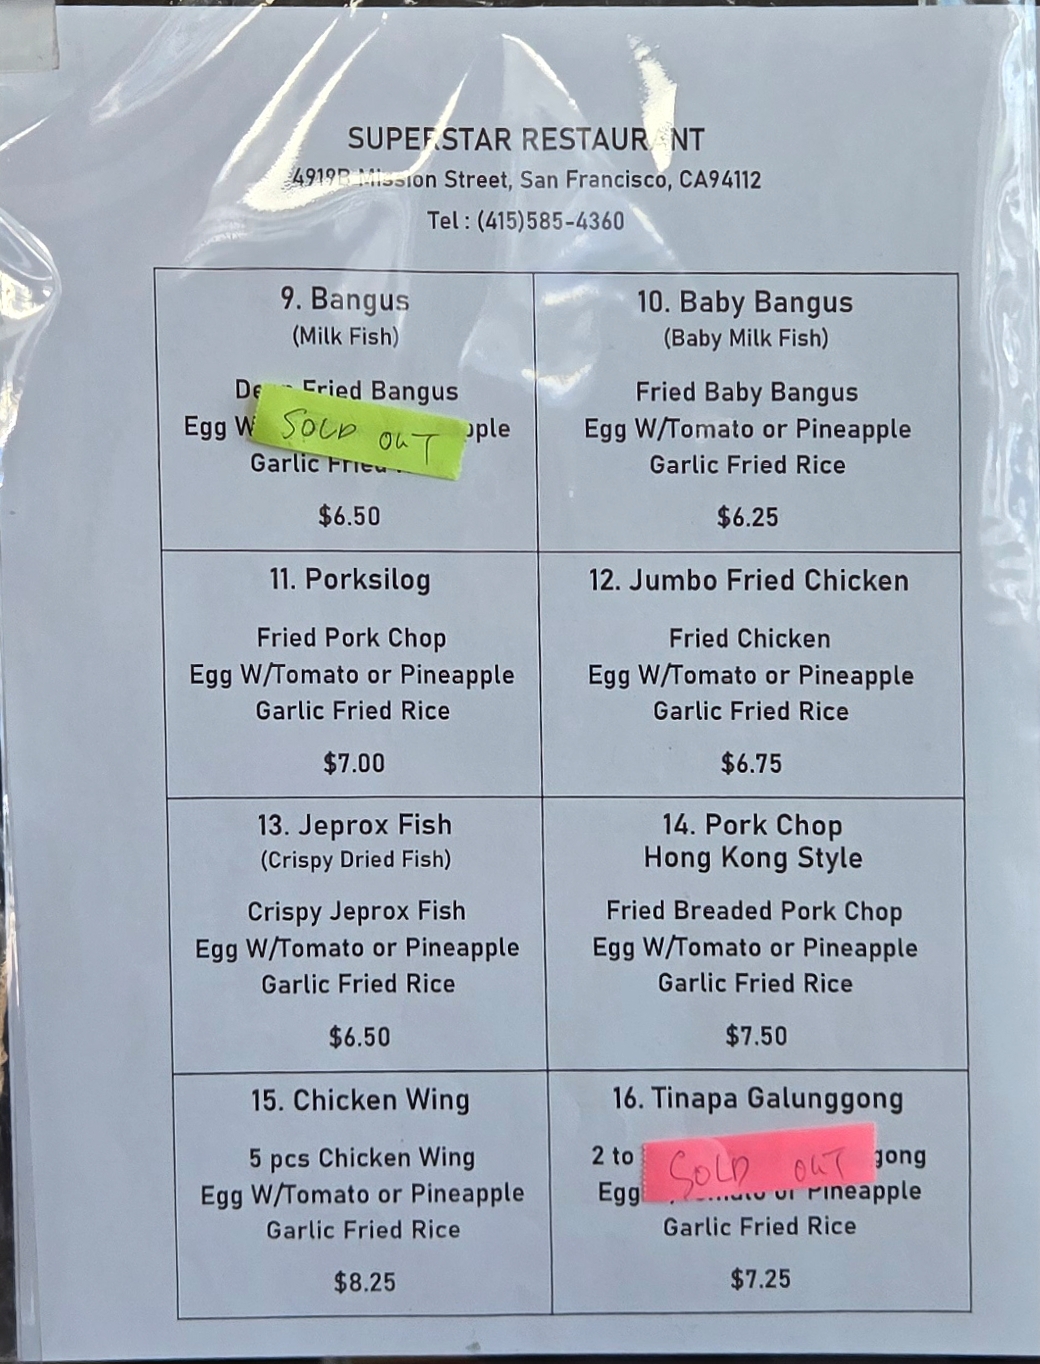 SUPERSTAR RESTAURANT
4919B Mission Street, San Francisco, CA94112
Tel : (415)585-4360
9. Bangus
(Milk Fish)
Fried Bangus
SOLD OUT
Egg
Garlic Fried
$6.50
10. Baby Bangus
(Baby Milk Fish)
Fried Baby Bangus
Egg W/Tomato or Pineapple
Garlic Fried Rice
$6.25
11. Porksilog
Fried Pork Chop
Egg W/Tomato or Pineapple
Garlic Fried Rice
$7.00
12. Jumbo Fried Chicken
Fried Chicken
Egg W/Tomato or Pineapple
Garlic Fried Rice
$6.75
13. Jeprox Fish
(Crispy Dried Fish)
Crispy Jeprox Fish
Egg W/Tomato or Pineapple
Garlic Fried Rice
$6.50
14. Pork Chop
Hong Kong Style
Fried Breaded Pork Chop
Egg W/Tomato or Pineapple
Garlic Fried Rice
$7.50
15. Chicken Wing
5 pcs Chicken Wing
Egg W/Tomato or Pineapple
Garlic Fried Rice
$8.25
16. Tinapa Galunggong
2 to
SOLD OUT
Egg or Pineapple
Garlic Fried Rice
$7.25